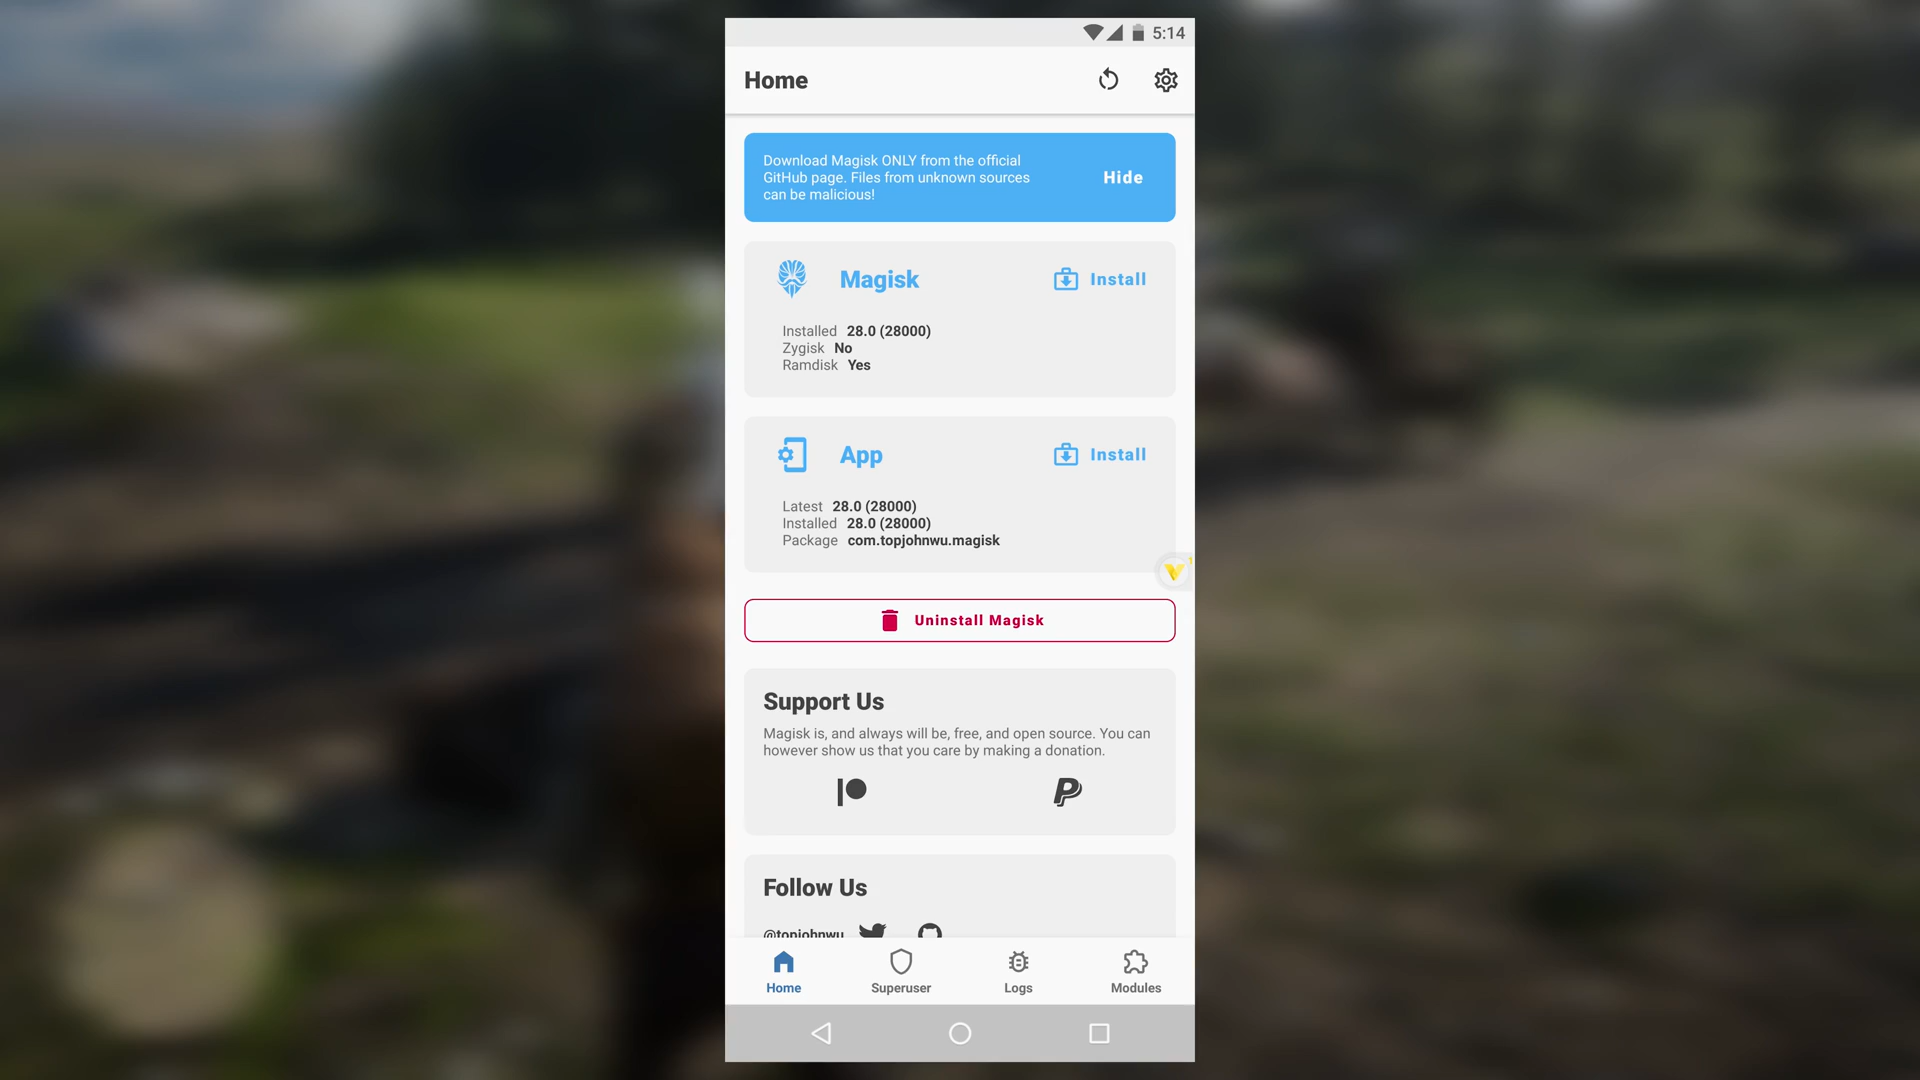 5:14
Home
Download Magisk ONLY from the official
GitHub page. Files from unknown sources
can be malicious!
Hide
Magisk
Install
Installed 28.0 (28000)
Zygisk No
Ramdisk Yes
App
Install
Latest 28.0 (28000)
Installed 28.0 (28000)
Package com.topjohnwu.magisk
Uninstall Magisk
Support Us
Magisk is, and always will be, free, and open source. You can
however show us that you care by making a donation.
Follow Us
@topjohnwu
Home
Superuser
Logs
Modules